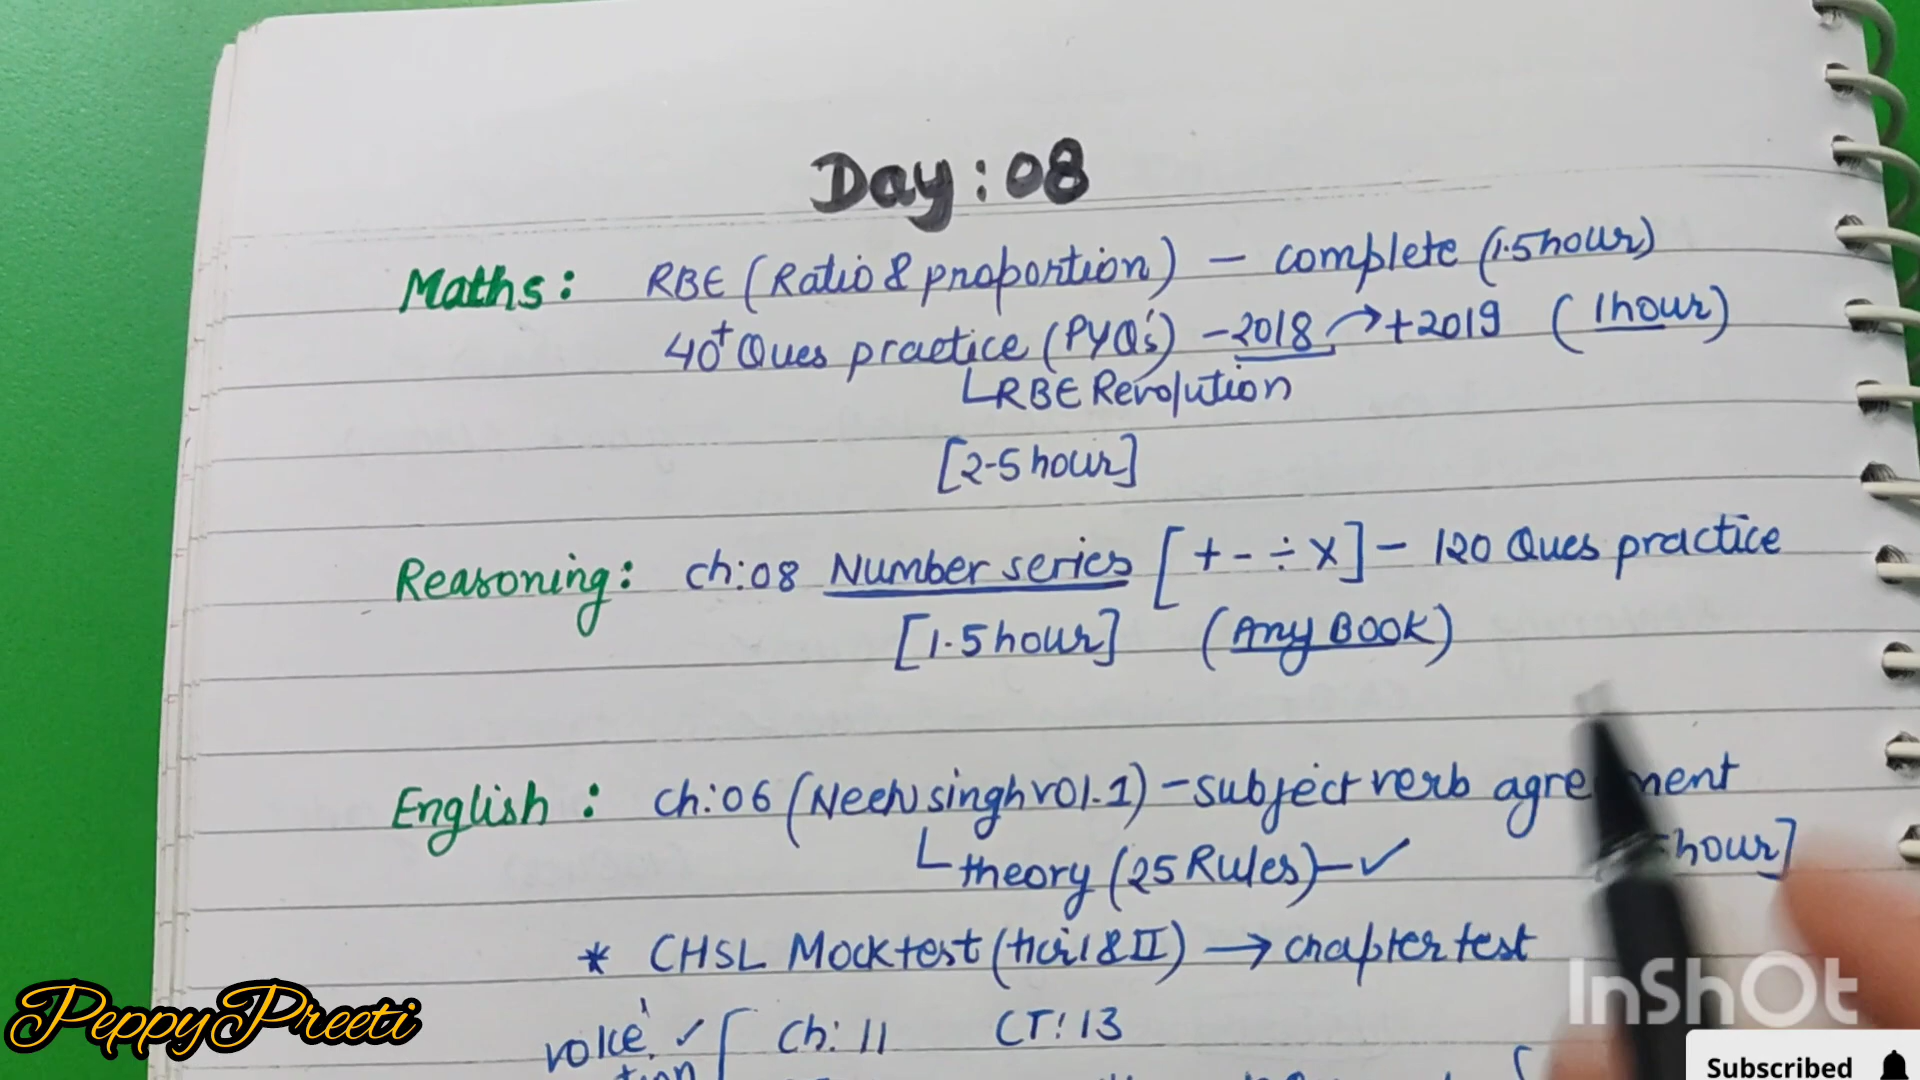 Day : 08
Maths : RBE (Ratio & proportion) - complete (1.5 hour)
40+ Ques practice (PYQ's) - 2018 → +2019 (1 hour)
RBE Revolution
[2-5 hour]
Reasoning : ch:08 Number series [+ - ÷ x] - 120 Ques practice
[1.5 hour] (Any BOOK)
English : ch:06 (Neetu singh vol. 1) - subject verb agreement
theory (25 Rules) - ✓ hour]
* CHSL Mock test (tier 1 & II) → chapter test
voice ✓ [ Ch: 11 CT: 13
PeppyPreeti
InShOt
Subscribed